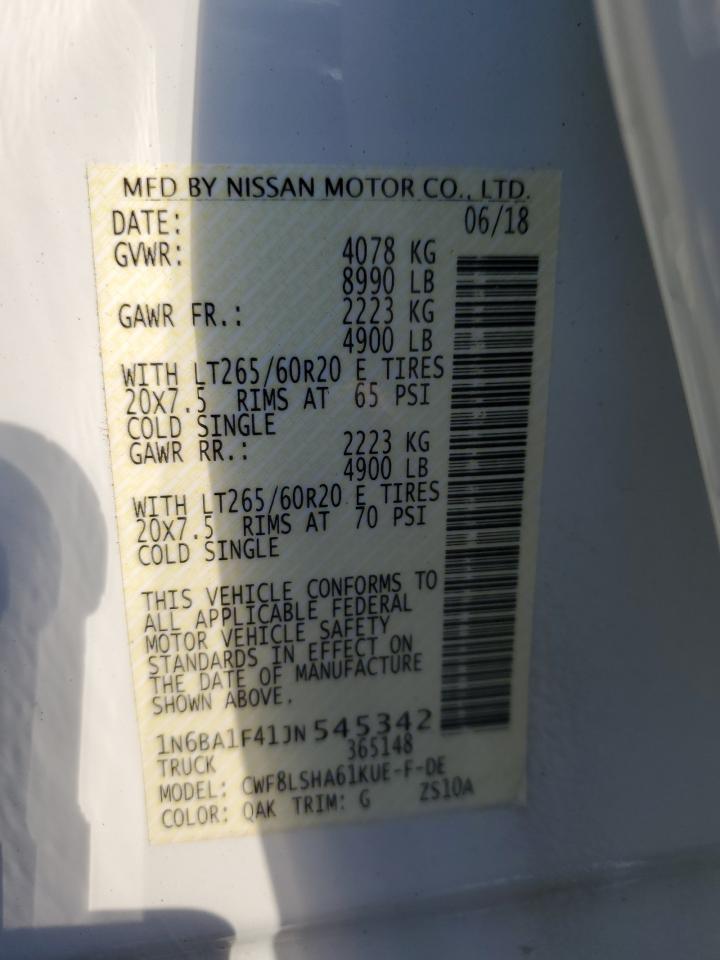 MFD BY NISSAN MOTOR CO., LTD.
DATE: 06/18
GVWR: 4078 KG
8990 LB
GAWR FR.: 2223 KG
4900 LB
WITH LT265/60R20 E TIRES
20X7.5 RIMS AT 65 PSI
COLD SINGLE
GAWR RR.: 2223 KG
4900 LB
WITH LT265/60R20 E TIRES
20X7.5 RIMS AT 70 PSI
COLD SINGLE
THIS VEHICLE CONFORMS TO
ALL APPLICABLE FEDERAL
MOTOR VEHICLE SAFETY
STANDARDS IN EFFECT ON
THE DATE OF MANUFACTURE
SHOWN ABOVE.
1N6BA1F41JN545342
TRUCK 365148
MODEL: CWF8LSHA61KUE-F-DE
COLOR: QAK TRIM: G ZS10A